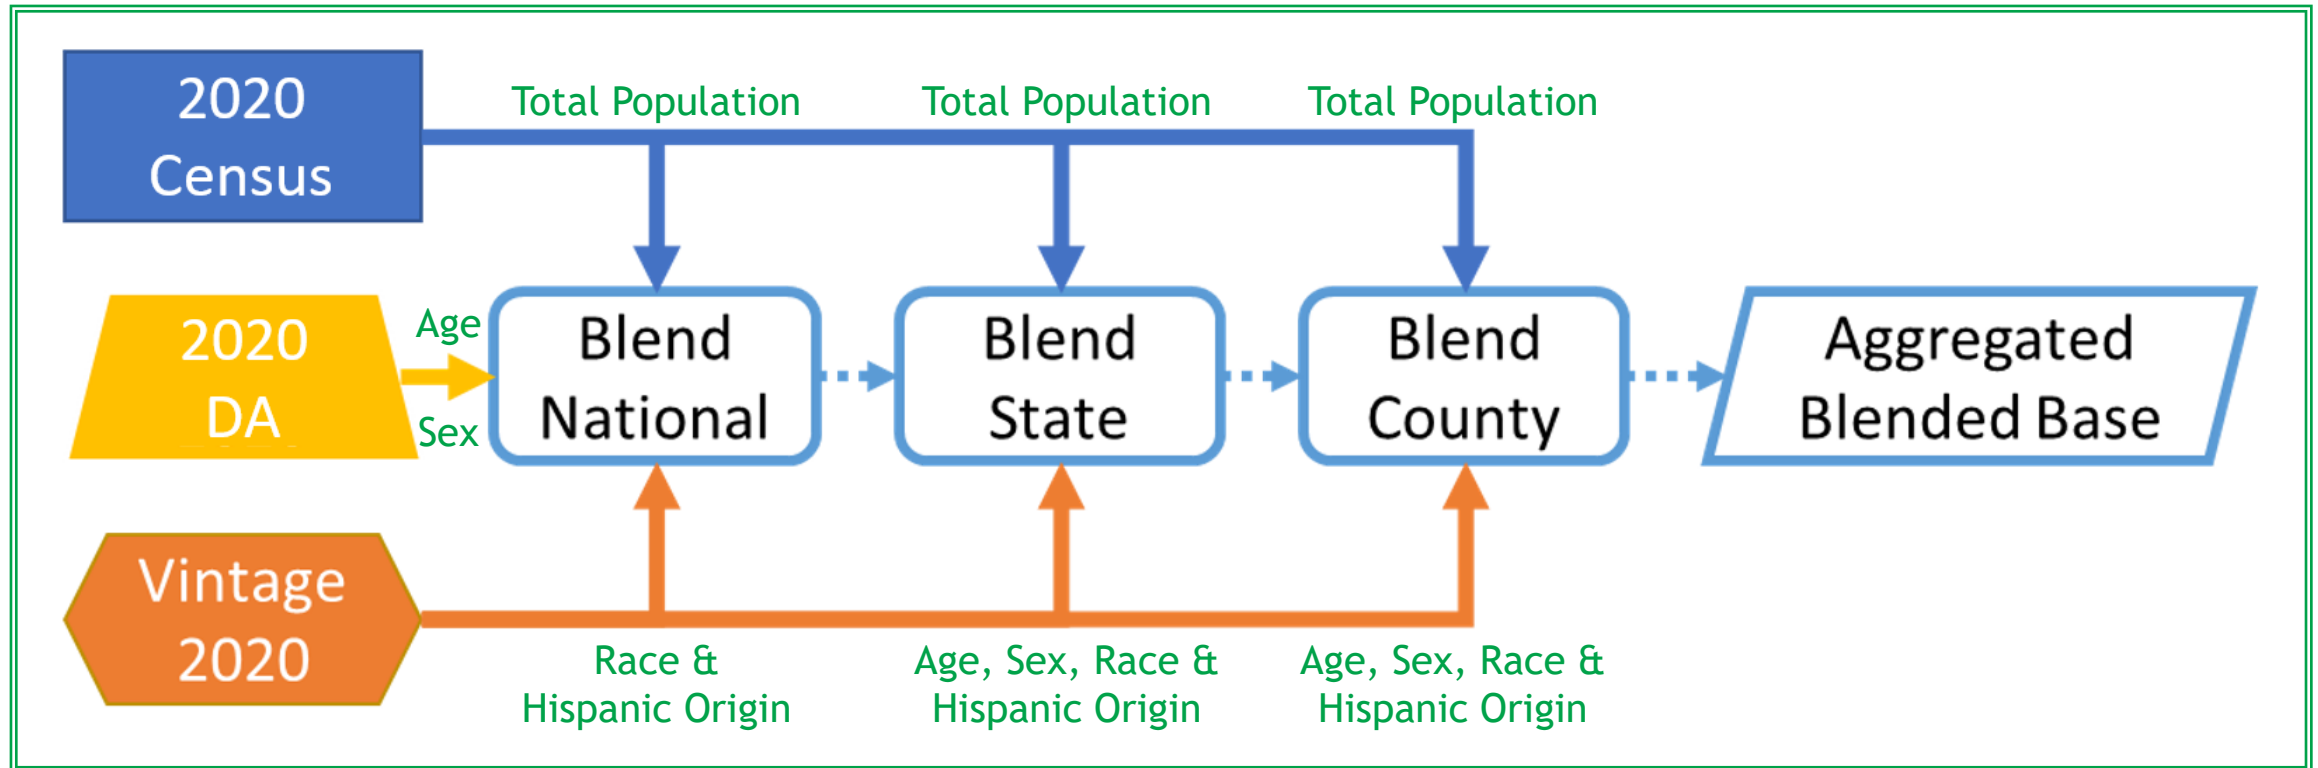 2020
Census
Total Population
Total Population
Total Population
2020
DA
Age
Sex
Blend
National
Blend
State
Blend
County
Aggregated
Blended Base
Vintage
2020
Race &
Hispanic Origin
Age, Sex, Race &
Hispanic Origin
Age, Sex, Race &
Hispanic Origin